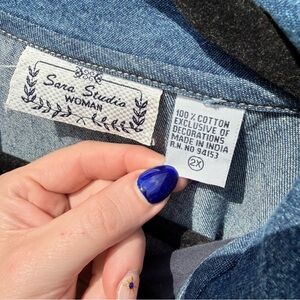 Sara Studio
WOMAN
100% COTTON
EXCLUSIVE OF
DECORATIONS
MADE IN INDIA
R.N. NO 94153
2X